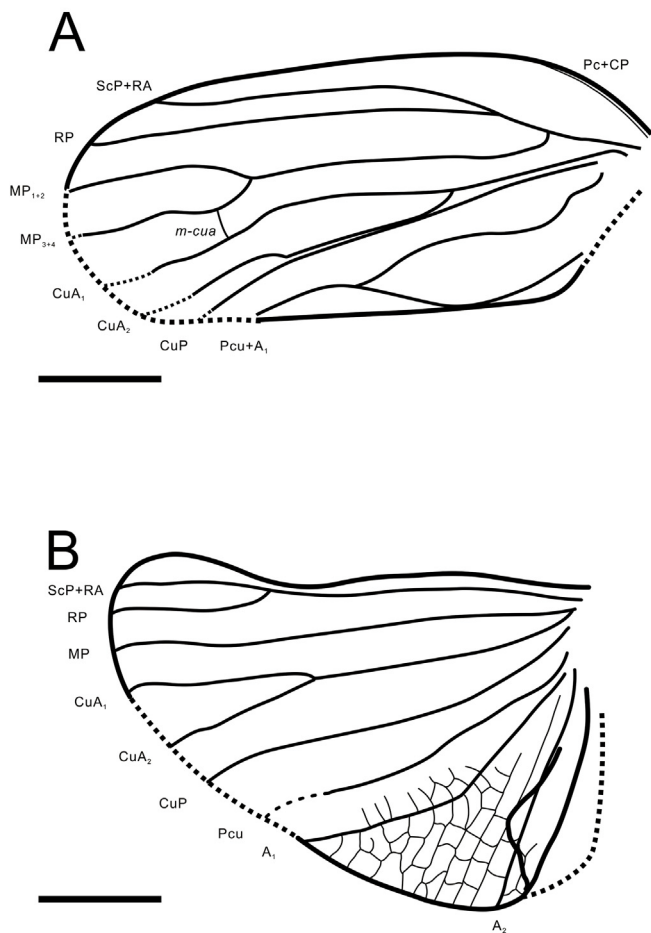 A
Pc+CP
ScP+RA
RP
MP₁₊₂
m-cua
MP₃₊₄
CuA₁
CuA₂
CuP
Pcu+A₁
B
ScP+RA
RP
MP
CuA₁
CuA₂
CuP
Pcu
A₁
A₂